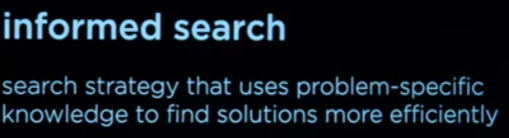 informed search
search strategy that uses problem-specific
knowledge to find solutions more efficiently